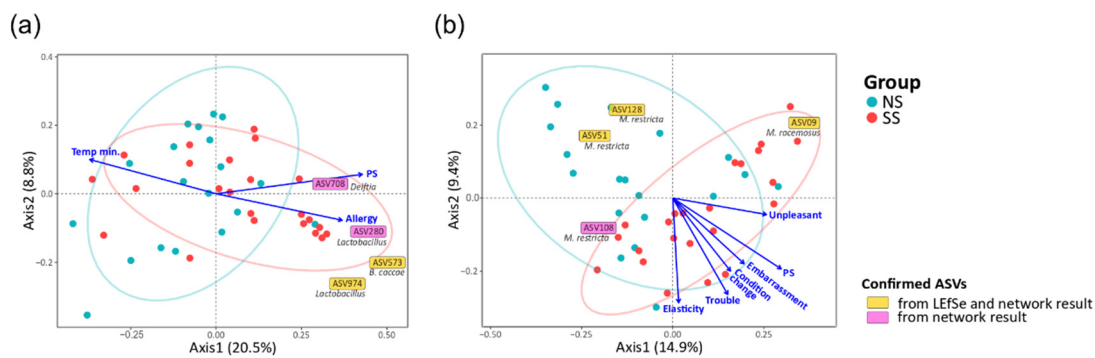 (a)
0.4
0.2
0.0
−0.2
Axis2 (8.8%)
Temp min.
PS
ASV708
Delftia
Allergy
ASV280
Lactobacillus
ASV573
B. caccae
ASV974
Lactobacillus
−0.25
0.00
0.25
0.50
Axis1 (20.5%)
(b)
0.2
0.0
−0.2
Axis2 (9.4%)
ASV128
M. restricta
ASV51
M. restricta
ASV09
M. racemosus
ASV108
M. restricta
Unpleasant
PS
Embarrassment
Condition
change
Trouble
Elasticity
−0.25
0.00
0.25
0.50
Axis1 (14.9%)
Group
NS
SS
Confirmed ASVs
from LEfSe and network result
from network result